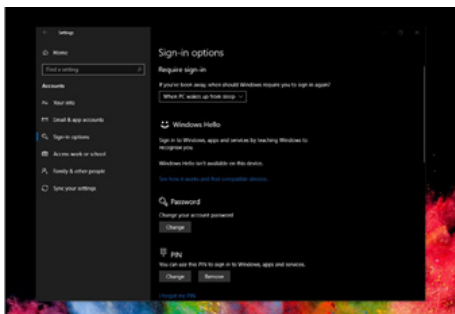 Settings
Home
Find a setting
Accounts
Your info
Email & app accounts
Sign-in options
Access work or school
Family & other people
Sync your settings
Sign-in options
Require sign-in
If you've been away, when should Windows require you to sign in again?
When PC wakes up from sleep
Windows Hello
Sign in to Windows, apps and services by teaching Windows to
recognise you.
Windows Hello isn't available on this device.
See how it works and find compatible devices.
Password
Change your account password
Change
PIN
You can use this PIN to sign in to Windows, apps and services.
Change Remove
I forgot my PIN